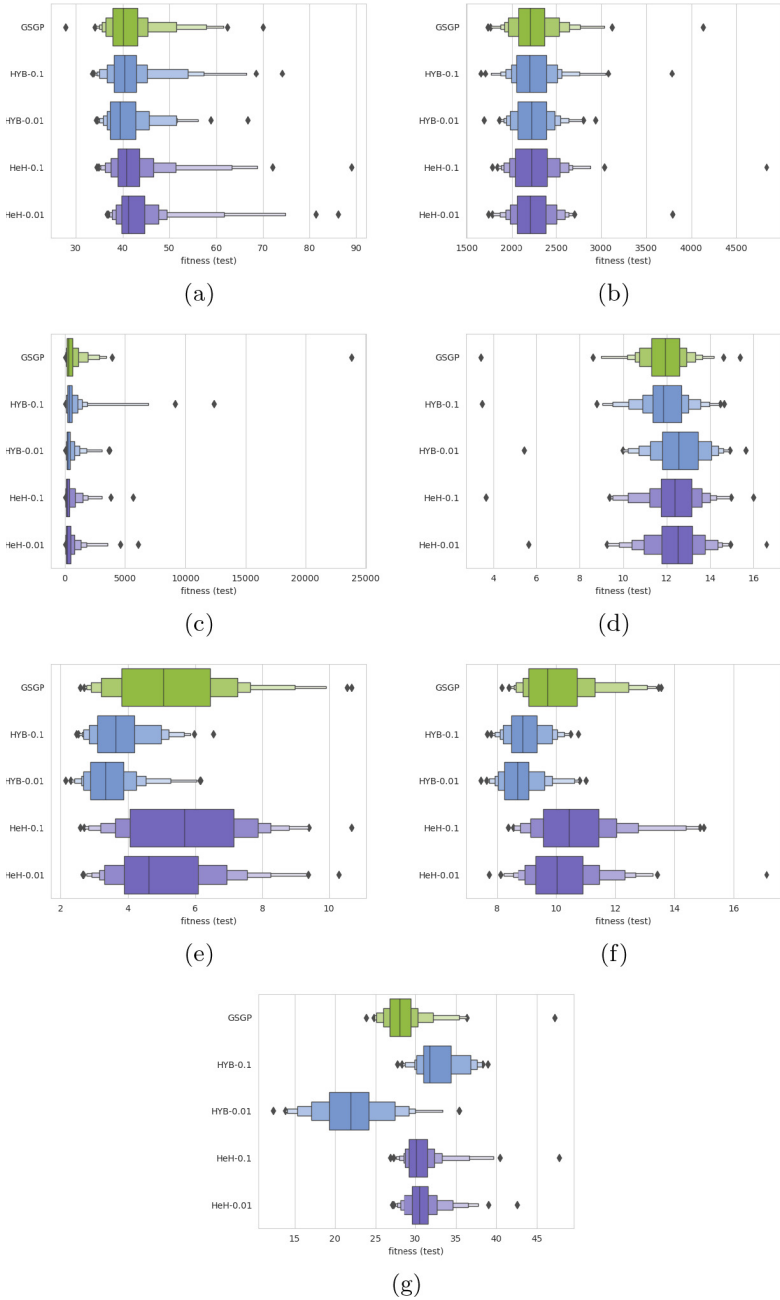 GSGP
HYB-0.1
HYB-0.01
HeH-0.1
HeH-0.01
30 40 50 60 70 80 90
fitness (test)
(a)
GSGP
HYB-0.1
HYB-0.01
HeH-0.1
HeH-0.01
1500 2000 2500 3000 3500 4000 4500
fitness (test)
(b)
GSGP
HYB-0.1
HYB-0.01
HeH-0.1
HeH-0.01
0 5000 10000 15000 20000 25000
fitness (test)
(c)
GSGP
HYB-0.1
HYB-0.01
HeH-0.1
HeH-0.01
4 6 8 10 12 14 16
fitness (test)
(d)
GSGP
HYB-0.1
HYB-0.01
HeH-0.1
HeH-0.01
2 4 6 8 10
fitness (test)
(e)
GSGP
HYB-0.1
HYB-0.01
HeH-0.1
HeH-0.01
8 10 12 14 16
fitness (test)
(f)
GSGP
HYB-0.1
HYB-0.01
HeH-0.1
HeH-0.01
15 20 25 30 35 40 45
fitness (test)
(g)